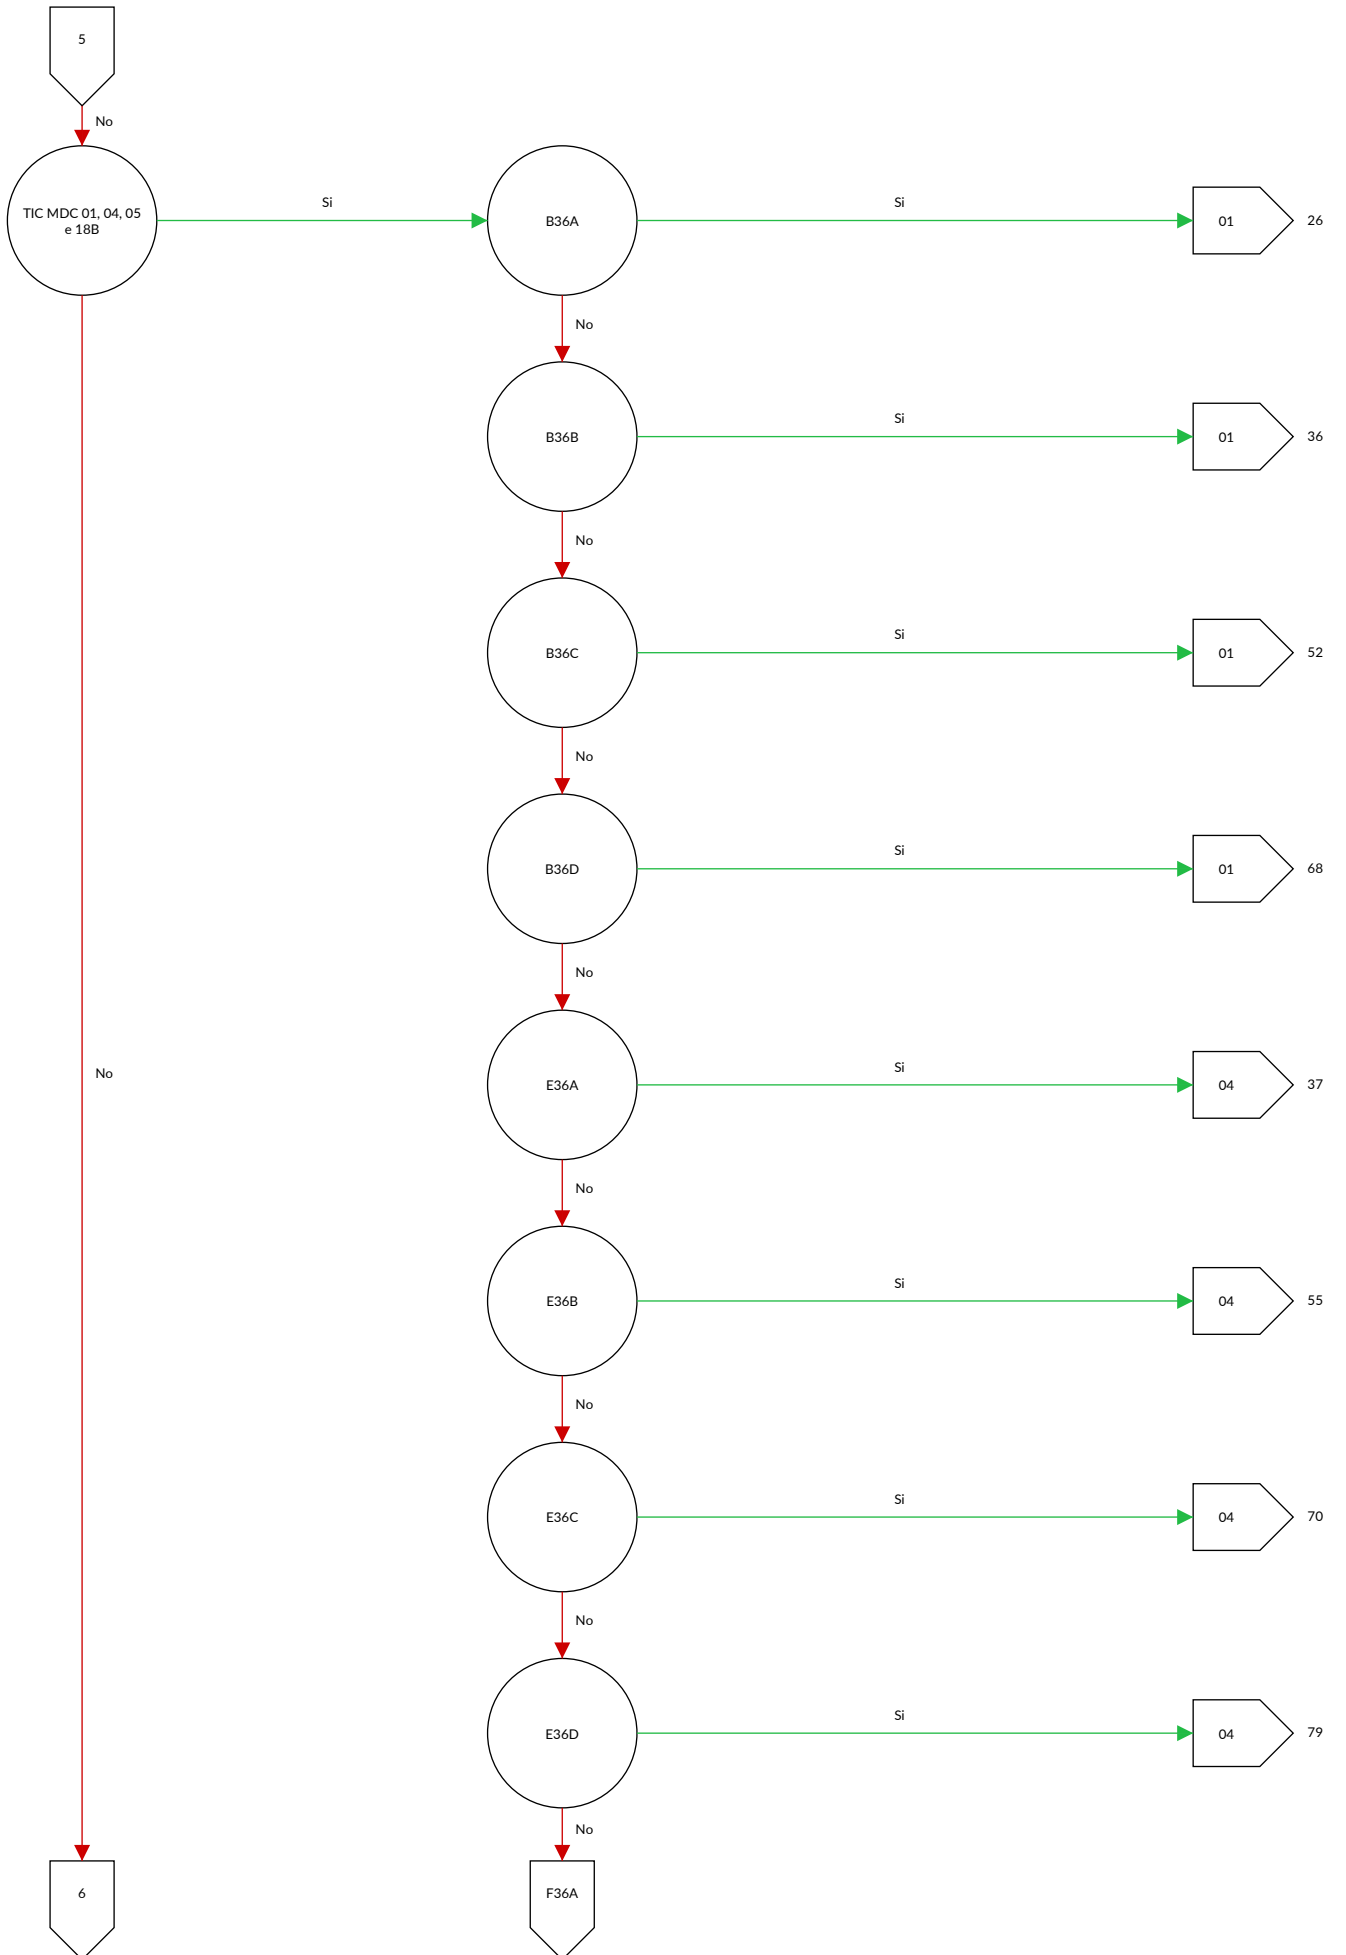 5
No
TIC MDC 01, 04, 05
e 18B
Si
B36A
Si
01
26
No
B36B
Si
01
36
No
B36C
Si
01
52
No
B36D
Si
01
68
No
E36A
Si
04
37
No
No
E36B
Si
04
55
No
E36C
Si
04
70
No
E36D
Si
04
79
No
6
F36A